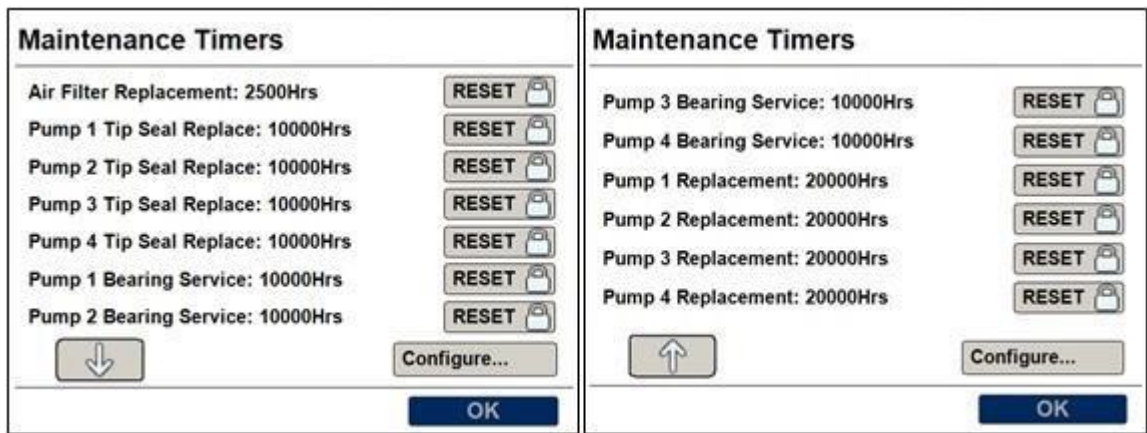 Maintenance Timers
Air Filter Replacement: 2500Hrs RESET
Pump 1 Tip Seal Replace: 10000Hrs RESET
Pump 2 Tip Seal Replace: 10000Hrs RESET
Pump 3 Tip Seal Replace: 10000Hrs RESET
Pump 4 Tip Seal Replace: 10000Hrs RESET
Pump 1 Bearing Service: 10000Hrs RESET
Pump 2 Bearing Service: 10000Hrs RESET
Configure...
OK
Maintenance Timers
Pump 3 Bearing Service: 10000Hrs RESET
Pump 4 Bearing Service: 10000Hrs RESET
Pump 1 Replacement: 20000Hrs RESET
Pump 2 Replacement: 20000Hrs RESET
Pump 3 Replacement: 20000Hrs RESET
Pump 4 Replacement: 20000Hrs RESET
Configure...
OK